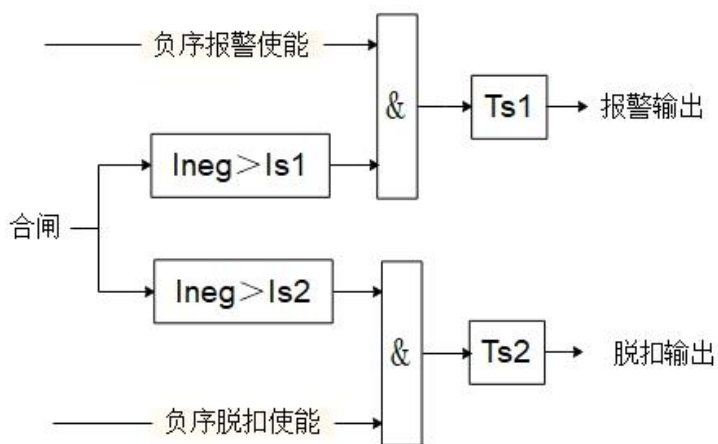 负序报警使能
&
Ts1
报警输出
Ineg＞Is1
合闸
Ineg＞Is2
&
Ts2
脱扣输出
负序脱扣使能